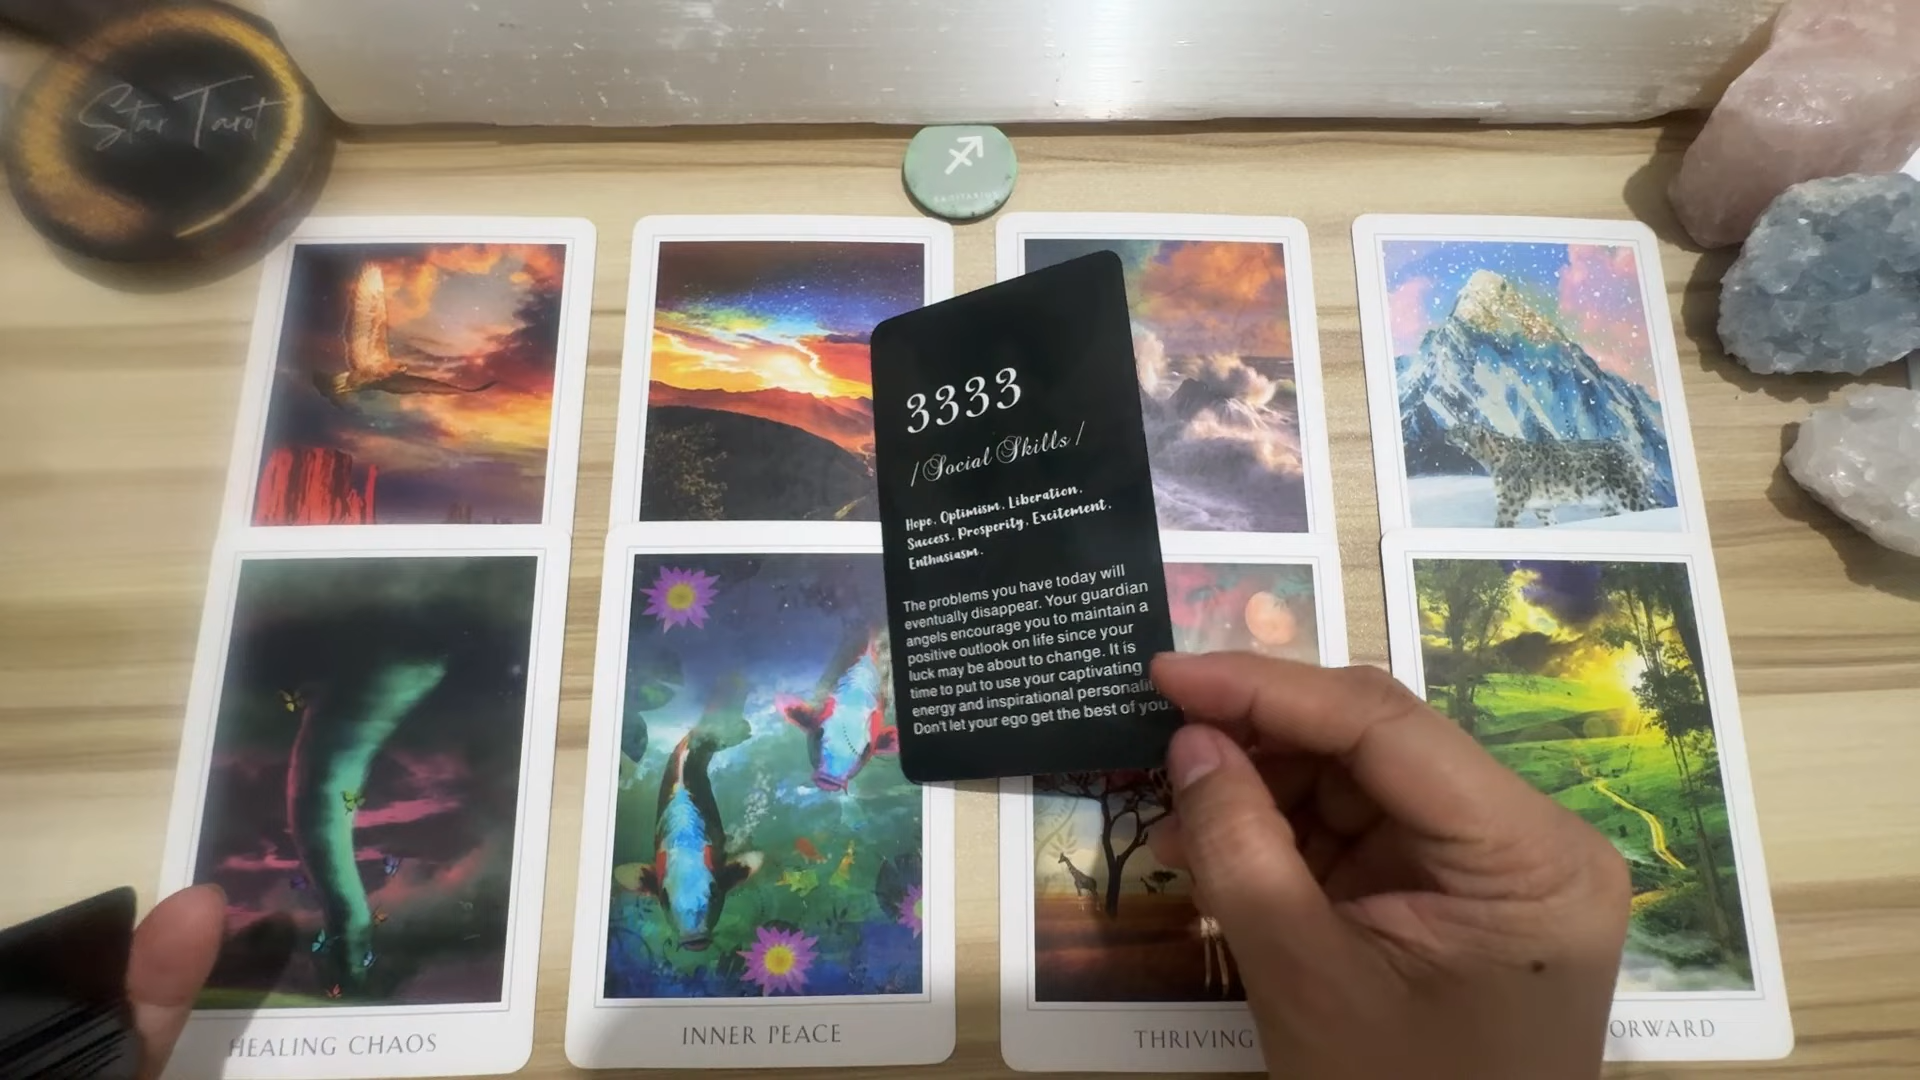 Star Tarot
SAGITTARIUS
3333
/Social Skills/
Hope, Optimism, Liberation,
Success, Prosperity, Excitement,
Enthusiasm.
The problems you have today will
eventually disappear. Your guardian
angels encourage you to maintain a
positive outlook on life since your
luck may be about to change. It is
time to put to use your captivating
energy and inspirational personality
Don't let your ego get the best of you.
HEALING CHAOS
INNER PEACE
THRIVING
ORWARD